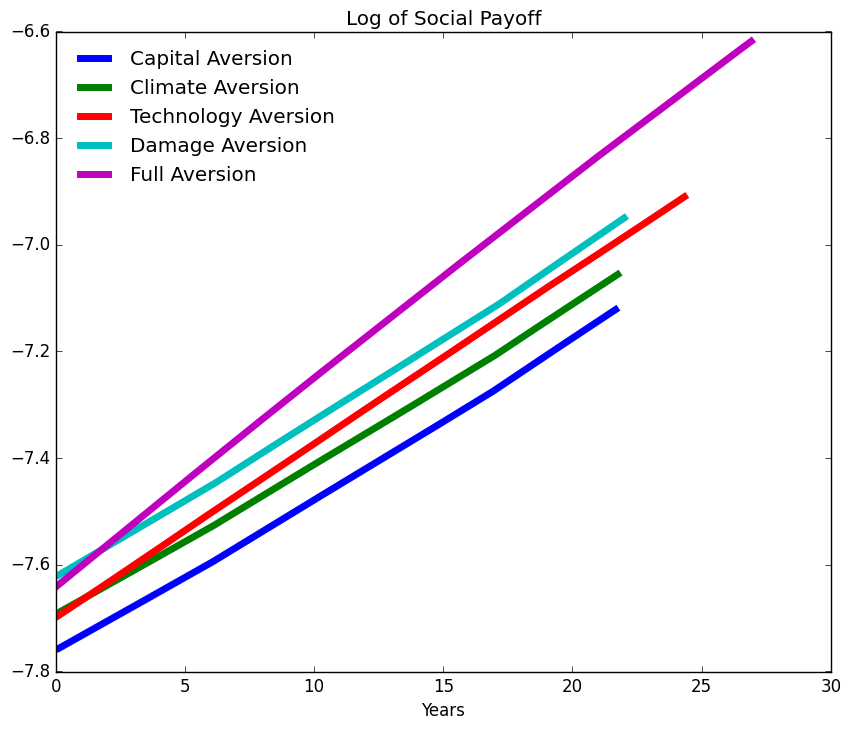 Log of Social Payoff
−6.6
−6.8
−7.0
−7.2
−7.4
−7.6
−7.8
Capital Aversion
Climate Aversion
Technology Aversion
Damage Aversion
Full Aversion
0 5 10 15 20 25 30
Years